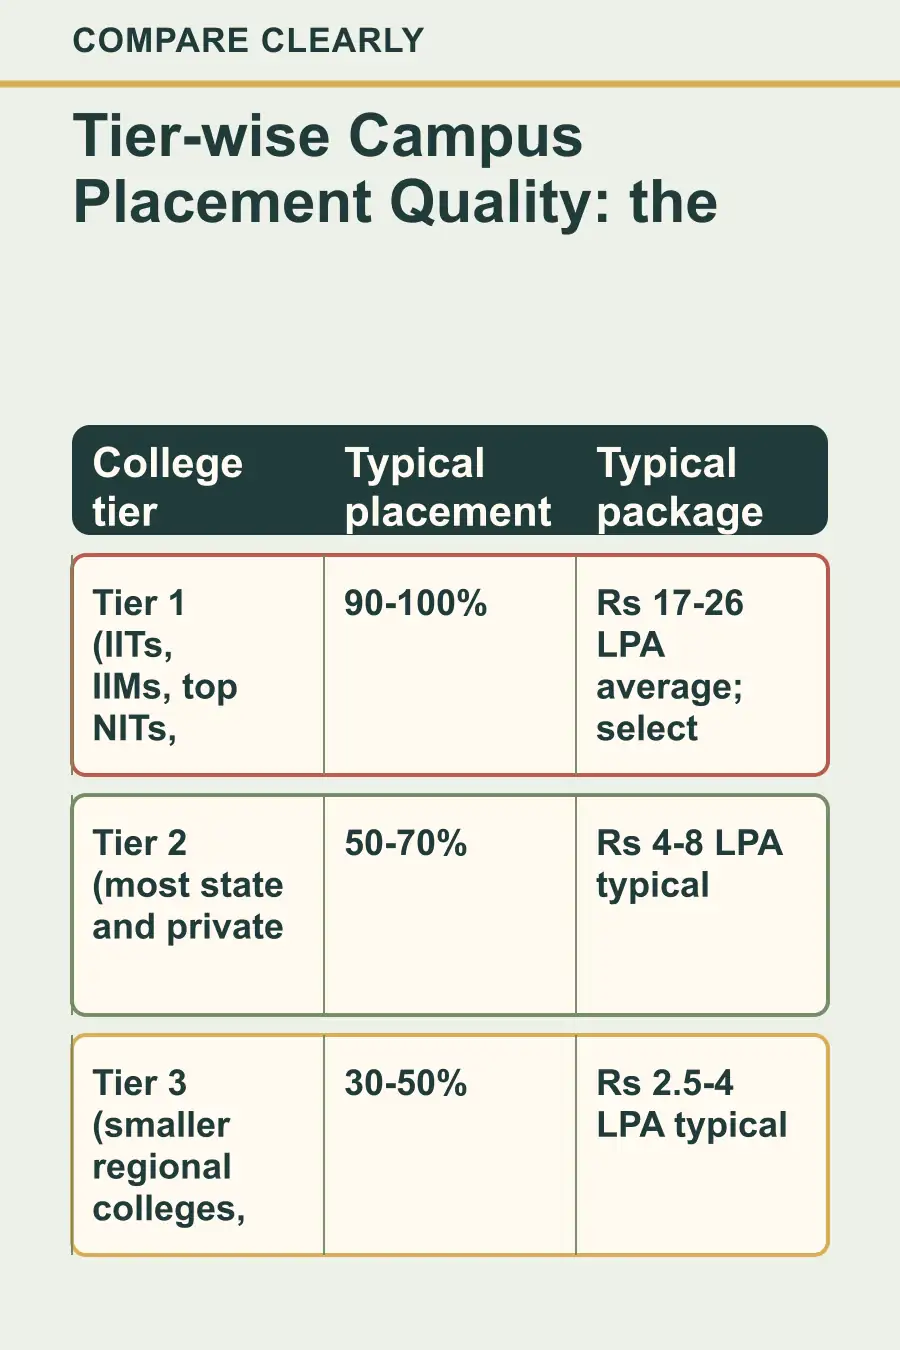 COMPARE CLEARLY
Tier-wise Campus
Placement Quality: the
College
tier
Typical
placement
Typical
package
Tier 1
(IITs,
IIMs, top
NITs,
90-100%
Rs 17-26
LPA
average;
select
Tier 2
(most state
and private
50-70%
Rs 4-8 LPA
typical
Tier 3
(smaller
regional
colleges,
30-50%
Rs 2.5-4
LPA typical